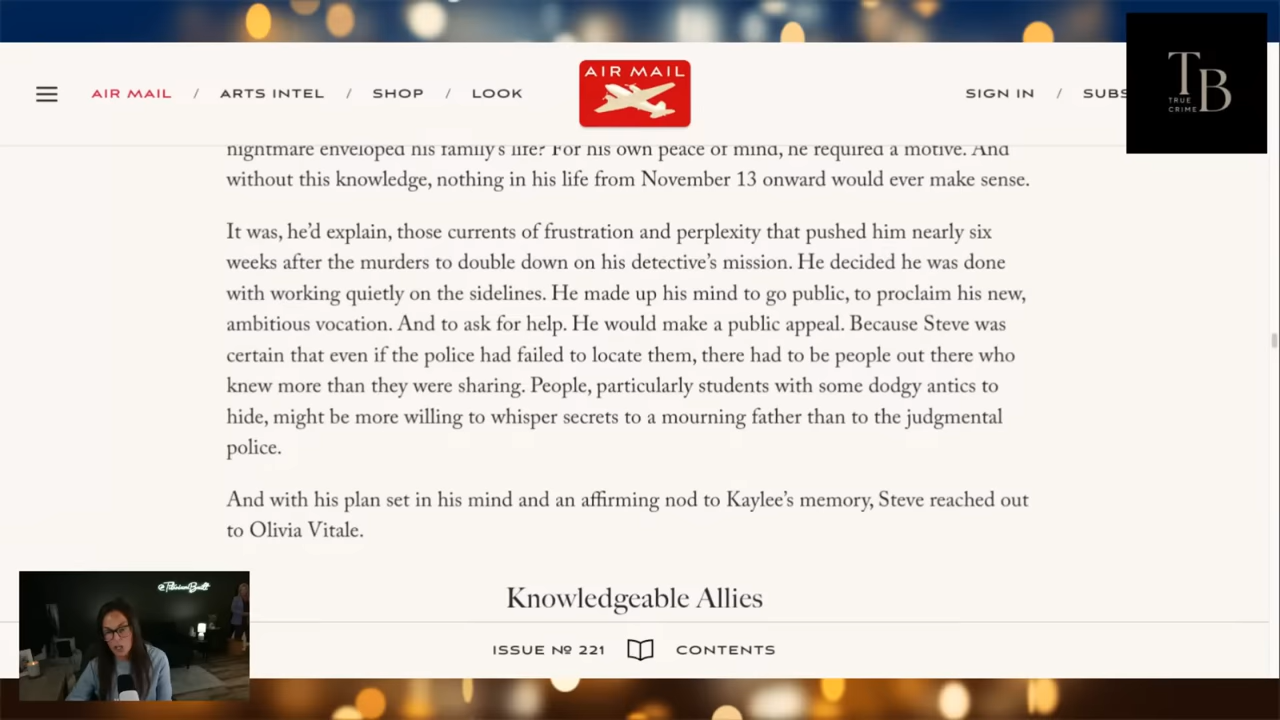 AIR MAIL / ARTS INTEL / SHOP / LOOK
AIR MAIL
SIGN IN / SUBS
TB
TRUE
CRIME
nightmare enveloped his family's life? For his own peace of mind, he required a motive. And
without this knowledge, nothing in his life from November 13 onward would ever make sense.
It was, he'd explain, those currents of frustration and perplexity that pushed him nearly six
weeks after the murders to double down on his detective's mission. He decided he was done
with working quietly on the sidelines. He made up his mind to go public, to proclaim his new,
ambitious vocation. And to ask for help. He would make a public appeal. Because Steve was
certain that even if the police had failed to locate them, there had to be people out there who
knew more than they were sharing. People, particularly students with some dodgy antics to
hide, might be more willing to whisper secrets to a mourning father than to the judgmental
police.
And with his plan set in his mind and an affirming nod to Kaylee's memory, Steve reached out
to Olivia Vitale.
Knowledgeable Allies
ISSUE № 221 CONTENTS